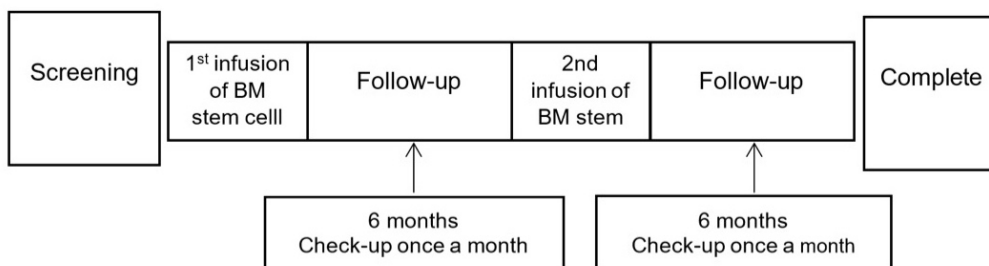 Screening
1st infusion
of BM
stem celll
Follow-up
2nd
infusion of
BM stem
Follow-up
Complete
6 months
Check-up once a month
6 months
Check-up once a month